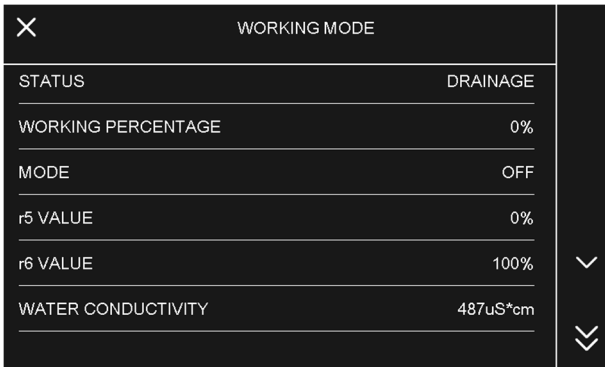 WORKING MODE
STATUS DRAINAGE
WORKING PERCENTAGE 0%
MODE OFF
r5 VALUE 0%
r6 VALUE 100%
WATER CONDUCTIVITY 487uS*cm